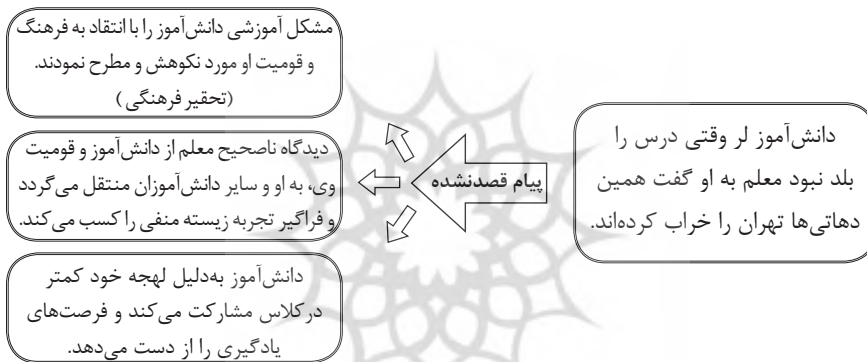 دانش‌آموز لر وقتی درس را
بلد نبود معلم به او گفت همین
دهاتی‌ها تهران را خراب کرده‌اند.
پیام قصدنشده
مشکل آموزشی دانش‌آموز را با انتقاد به فرهنگ
و قومیت او مورد نکوهش و مطرح نمودند.
(تحقیر فرهنگی)
دیدگاه ناصحیح معلم از دانش‌آموز و قومیت
وی، به او و سایر دانش‌آموزان منتقل می‌گردد
و فراگیر تجربه زیسته منفی را کسب می‌کند.
دانش‌آموز به‌دلیل لهجه خود کمتر
درکلاس مشارکت می‌کند و فرصت‌های
یادگیری را از دست می‌دهد.